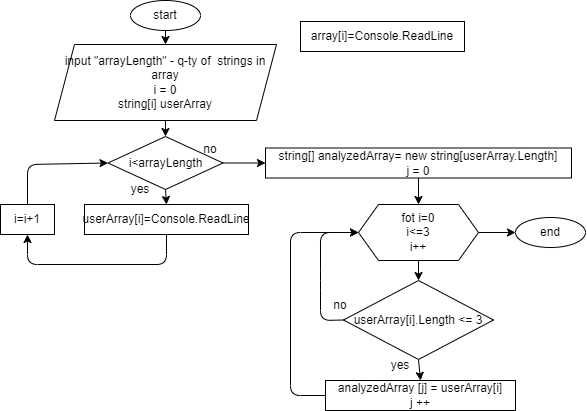 start
array[i]=Console.ReadLine
input "arrayLength" - q-ty of strings in
array
i = 0
string[i] userArray
i<arrayLength
no
yes
string[] analyzedArray= new string[userArray.Length]
j = 0
i=i+1
userArray[i]=Console.ReadLine
fot i=0
i<=3
i++
end
no
userArray[i].Length <= 3
yes
analyzedArray [j] = userArray[i]
j ++